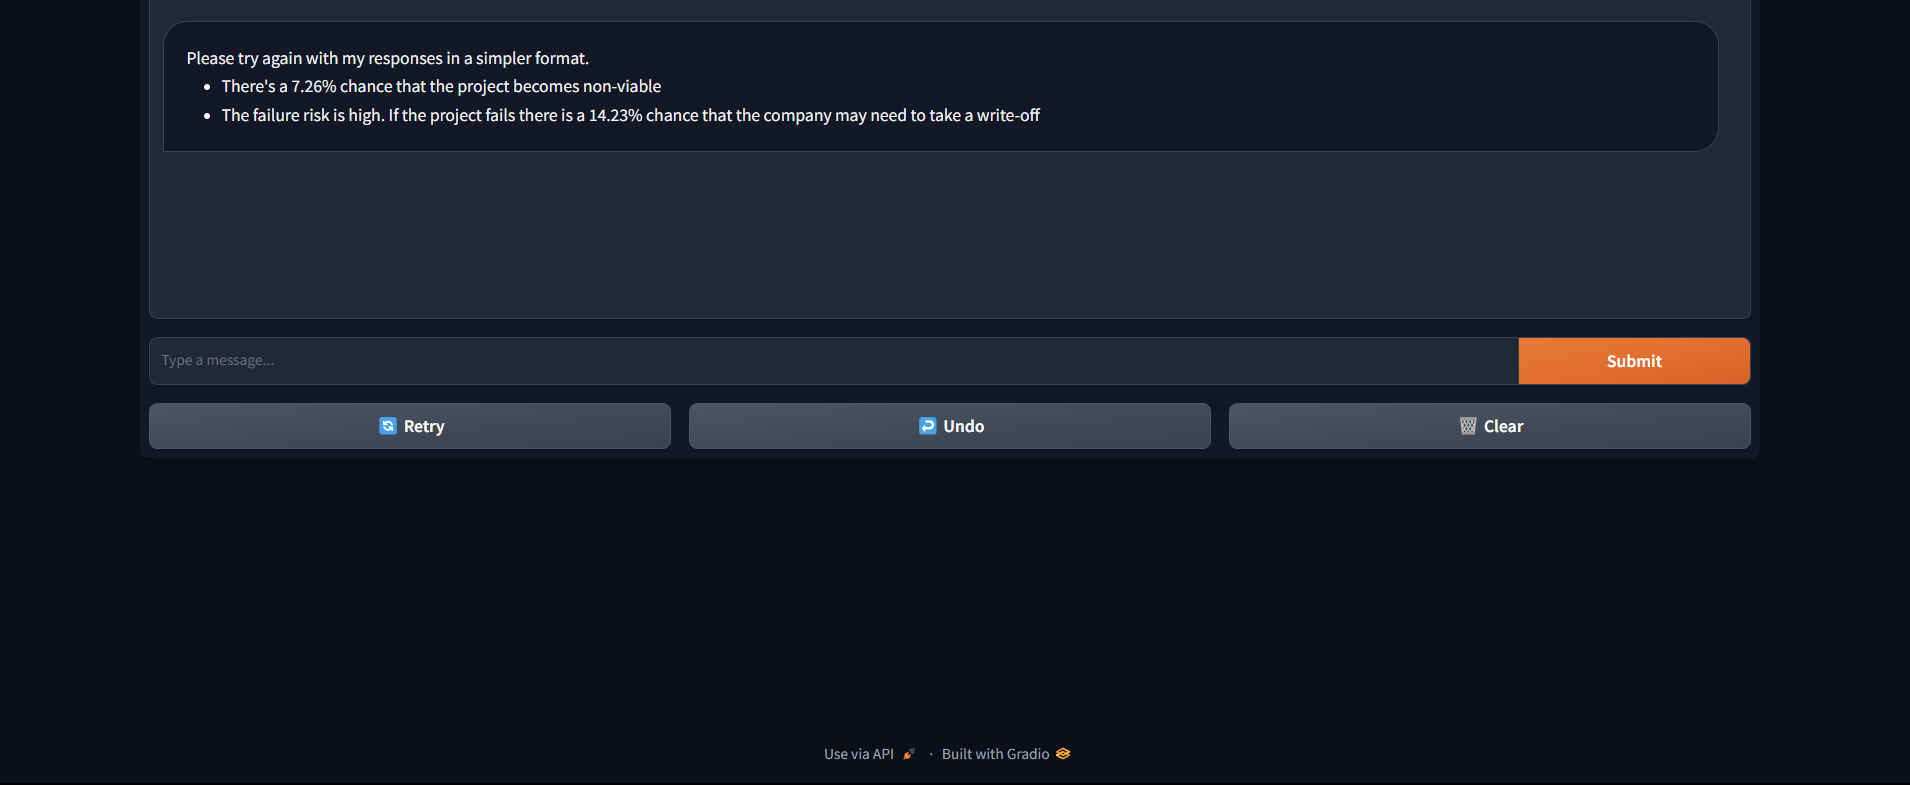 Please try again with my responses in a simpler format.
There's a 7.26% chance that the project becomes non-viable
The failure risk is high. If the project fails there is a 14.23% chance that the company may need to take a write-off
Type a message...
Submit
Retry
Undo
Clear
Use via API · Built with Gradio